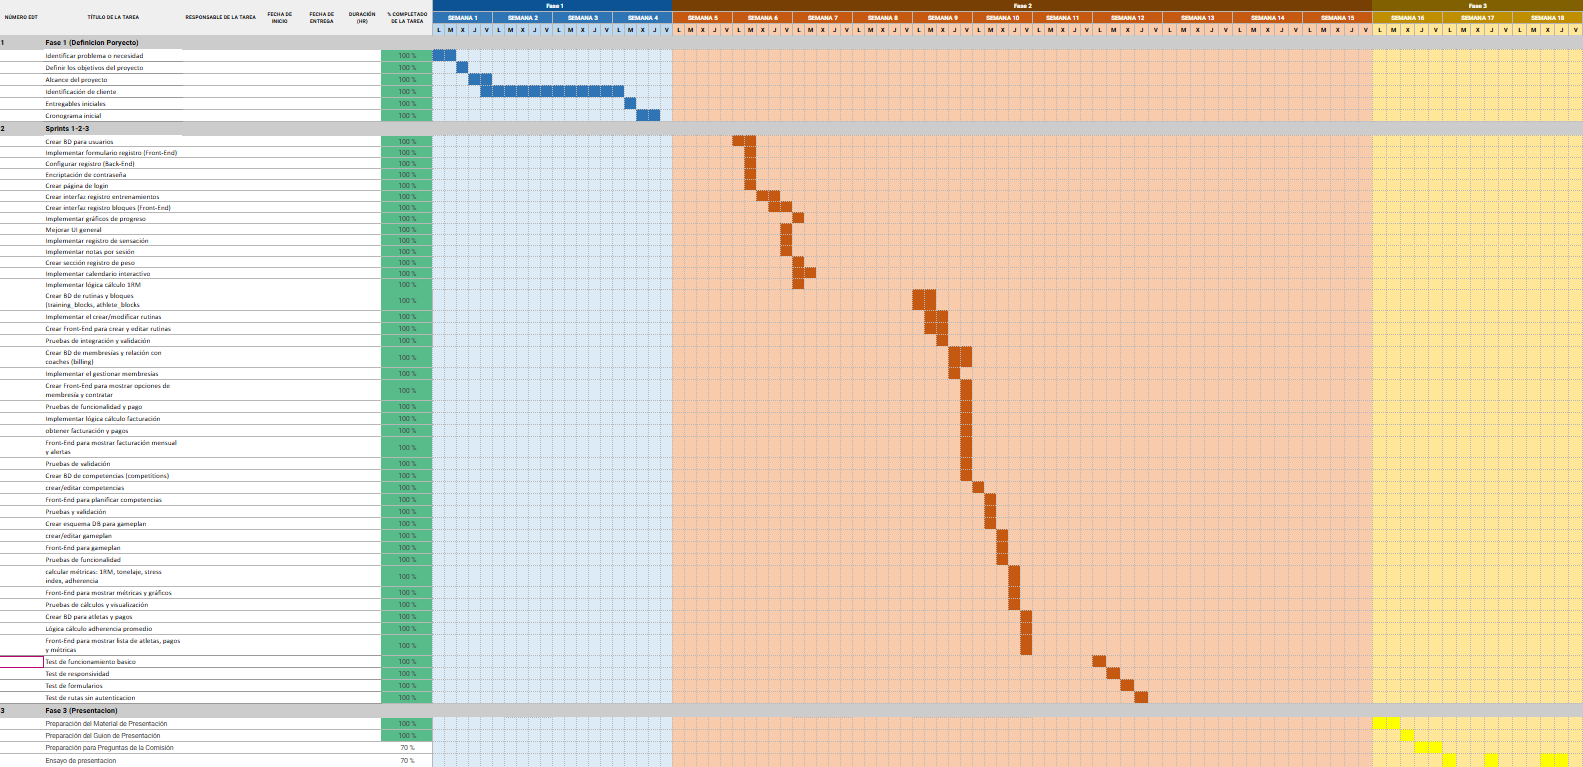 Fase 1 Fase 2 Fase 3
NÚMERO EDT TÍTULO DE LA TAREA RESPONSABLE DE LA TAREA FECHA DE INICIO FECHA DE ENTREGA DURACIÓN (HR) % COMPLETADO DE LA TAREA
SEMANA 1 SEMANA 2 SEMANA 3 SEMANA 4 SEMANA 5 SEMANA 6 SEMANA 7 SEMANA 8 SEMANA 9 SEMANA 10 SEMANA 11 SEMANA 12 SEMANA 13 SEMANA 14 SEMANA 15 SEMANA 16 SEMANA 17 SEMANA 18
L M X J V L M X J V L M X J V L M X J V L M X J V L M X J V L M X J V L M X J V L M X J V L M X J V L M X J V L M X J V L M X J V L M X J V L M X J V L M X J V L M X J V L M X J V
1 Fase 1 (Definicion Poryecto)
Identificar problema o necesidad 100 %
Definir los objetivos del proyecto 100 %
Alcance del proyecto 100 %
Identificación de cliente 100 %
Entregables iniciales 100 %
Cronograma inicial 100 %
2 Sprints 1-2-3
Crear BD para usuarios 100 %
Implementar formulario registro (Front-End) 100 %
Configurar registro (Back-End) 100 %
Encriptación de contraseña 100 %
Crear página de login 100 %
Crear interfaz registro entrenamientos 100 %
Crear interfaz registro bloques (Front-End) 100 %
Implementar gráficos de progreso 100 %
Mejorar UI general 100 %
Implementar registro de sensación 100 %
Implementar notas por sesión 100 %
Crear sección registro de peso 100 %
Implementar calendario interactivo 100 %
Implementar lógica cálculo 1RM 100 %
Crear BD de rutinas y bloques
(training_blocks, athlete_blocks 100 %
Implementar el crear/modificar rutinas 100 %
Crear Front-End para crear y editar rutinas 100 %
Pruebas de integración y validación 100 %
Crear BD de membresías y relación con
coaches (billing) 100 %
Implementar el gestionar membresías 100 %
Crear Front-End para mostrar opciones de
membresía y contratar 100 %
Pruebas de funcionalidad y pago 100 %
Implementar lógica cálculo facturación 100 %
obtener facturación y pagos 100 %
Front-End para mostrar facturación mensual
y alertas 100 %
Pruebas de validación 100 %
Crear BD de competencias (competitions) 100 %
crear/editar competencias 100 %
Front-End para planificar competencias 100 %
Pruebas y validación 100 %
Crear esquema DB para gameplan 100 %
crear/editar gameplan 100 %
Front-End para gameplan 100 %
Pruebas de funcionalidad 100 %
calcular métricas: 1RM, tonelaje, stress
index, adherencia 100 %
Front-End para mostrar métricas y gráficos 100 %
Pruebas de cálculos y visualización 100 %
Crear BD para atletas y pagos 100 %
Lógica cálculo adherencia promedio 100 %
Front-End para mostrar lista de atletas, pagos
y métricas 100 %
Test de funcionamiento basico 100 %
Test de responsividad 100 %
Test de formularios 100 %
Test de rutas sin autenticacion 100 %
3 Fase 3 (Presentacion)
Preparación del Material de Presentación 100 %
Preparación del Guion de Presentación 100 %
Preparación para Preguntas de la Comisión 70 %
Ensayo de presentacion 70 %